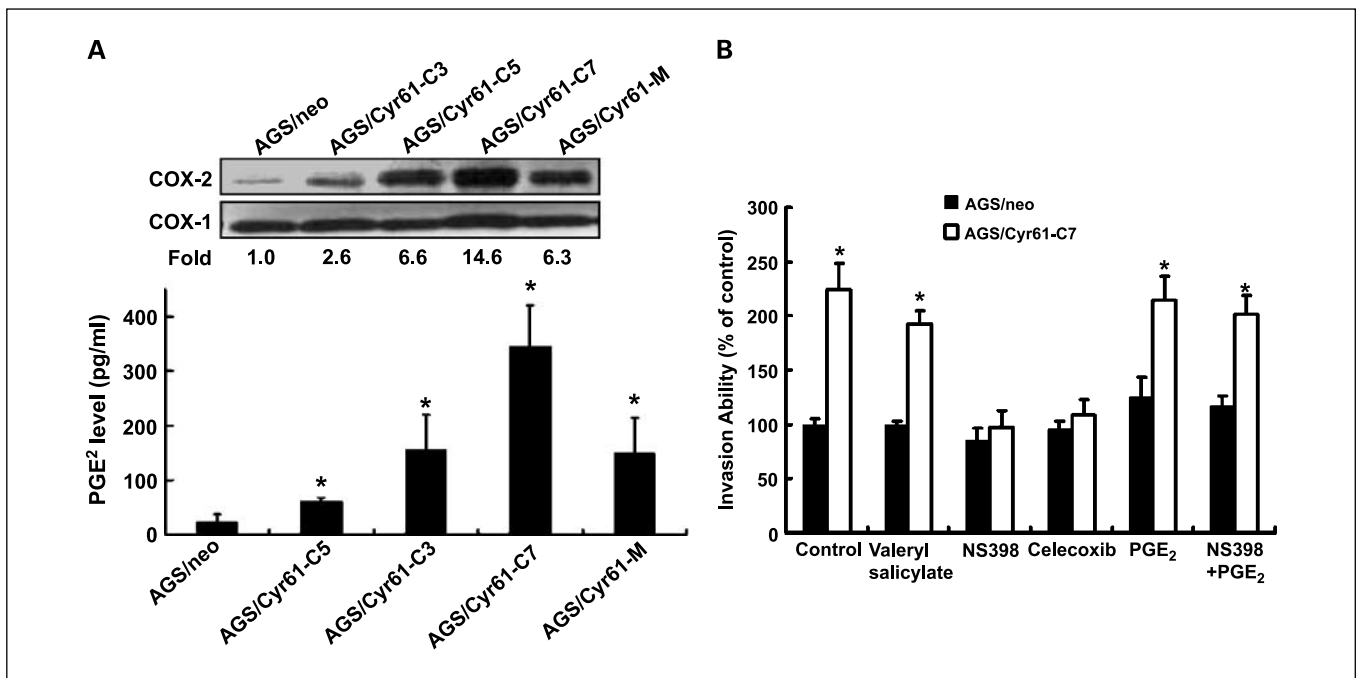 A
AGS/neo
AGS/Cyr61-C3
AGS/Cyr61-C5
AGS/Cyr61-C7
AGS/Cyr61-M
COX-2
COX-1
Fold 1.0 2.6 6.6 14.6 6.3
PGE² level (pg/ml)
500
400
300
200
100
0
*
*
*
*
AGS/neo
AGS/Cyr61-C5
AGS/Cyr61-C3
AGS/Cyr61-C7
AGS/Cyr61-M
B
AGS/neo
AGS/Cyr61-C7
Invasion Ability (% of control)
300
250
200
150
100
50
0
*
*
*
*
Control
Valeryl
salicylate
NS398
Celecoxib
PGE₂
NS398
+PGE₂